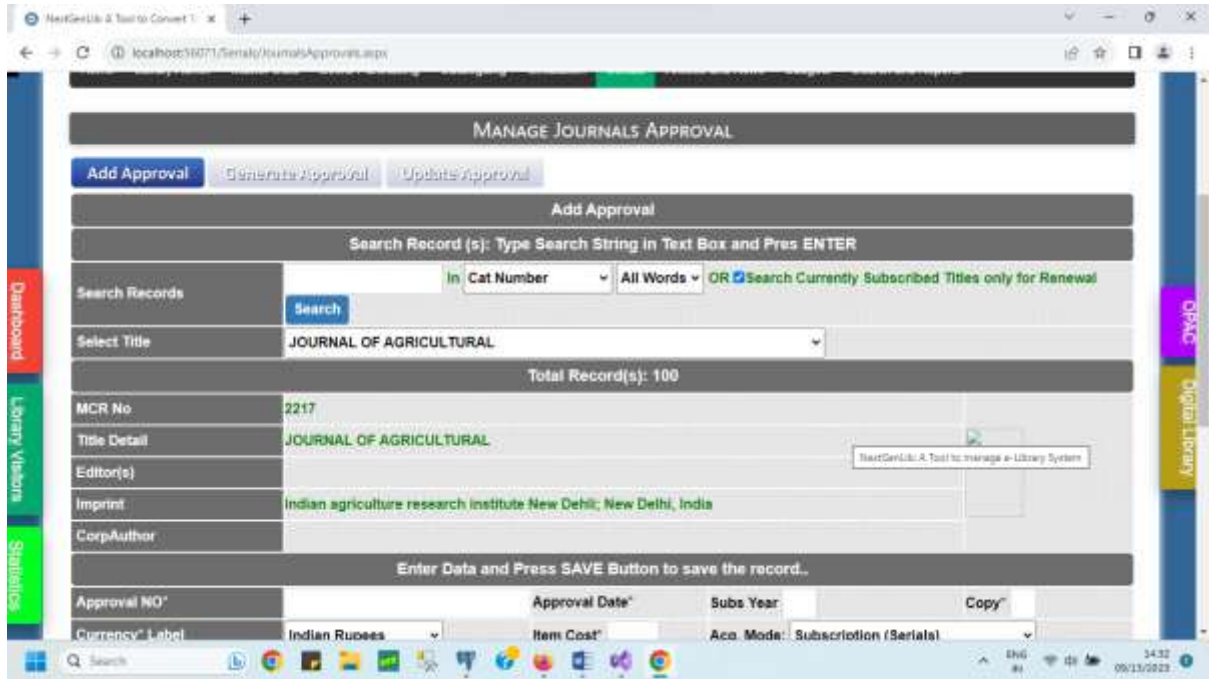 NextGenLib: A Tool to Convert
localhost:56071/Serials/JournalsApprovals.aspx
MANAGE JOURNALS APPROVAL
Add Approval Generate Approval Update Approval
Add Approval
Search Record (s): Type Search String in Text Box and Pres ENTER
Search Records In Cat Number All Words OR Search Currently Subscribed Titles only for Renewal
Search
Select Title JOURNAL OF AGRICULTURAL
Total Record(s): 100
MCR No 2217
Title Detail JOURNAL OF AGRICULTURAL
NextGenLib: A Tool to manage e-Library System
Editor(s)
Imprint Indian agriculture research institute New Dehli; New Delhi, India
CorpAuthor
Enter Data and Press SAVE Button to save the record..
Approval NO* Approval Date* Subs Year Copy*
Currency* Label Indian Rupees Item Cost* Acq. Mode: Subscription (Serials)
Dashboard
Library Visitors
Statistics
OPAC
Digital Library
Search
ENG
14:32
09/13/2023